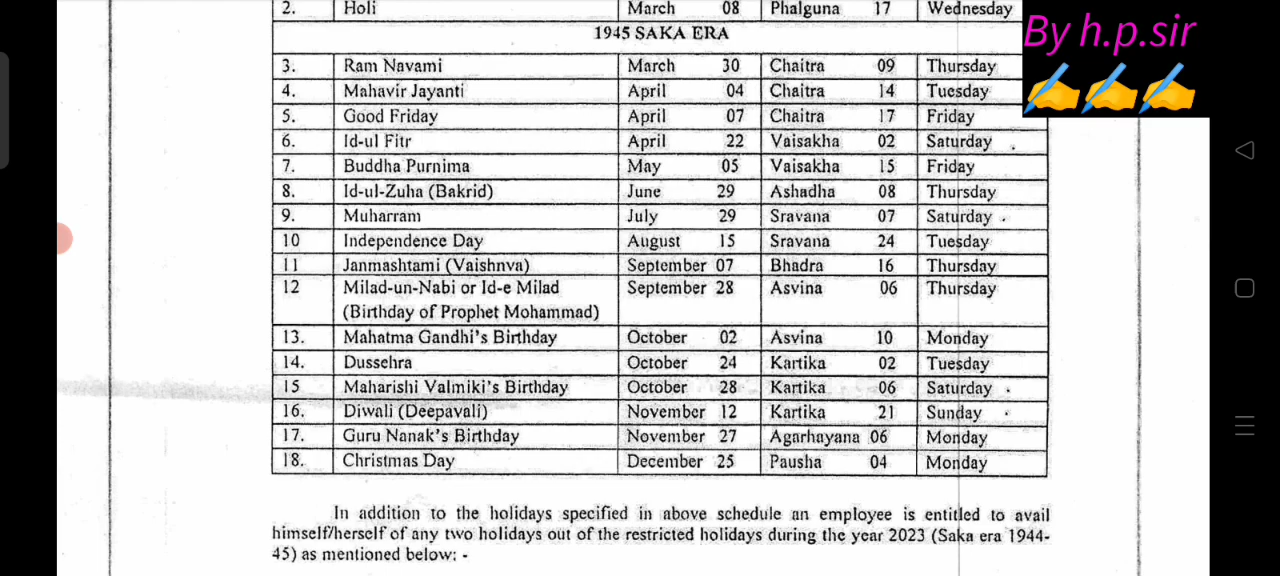 2. Holi March 08 Phalguna 17 Wednesday
By h.p.sir
1945 SAKA ERA
3. Ram Navami March 30 Chaitra 09 Thursday
4. Mahavir Jayanti April 04 Chaitra 14 Tuesday
5. Good Friday April 07 Chaitra 17 Friday
6. Id-ul Fitr April 22 Vaisakha 02 Saturday
7. Buddha Purnima May 05 Vaisakha 15 Friday
8. Id-ul-Zuha (Bakrid) June 29 Ashadha 08 Thursday
9. Muharram July 29 Sravana 07 Saturday
10 Independence Day August 15 Sravana 24 Tuesday
11 Janmashtami (Vaishnva) September 07 Bhadra 16 Thursday
12 Milad-un-Nabi or Id-e Milad September 28 Asvina 06 Thursday
(Birthday of Prophet Mohammad)
13. Mahatma Gandhi's Birthday October 02 Asvina 10 Monday
14. Dussehra October 24 Kartika 02 Tuesday
15 Maharishi Valmiki's Birthday October 28 Kartika 06 Saturday
16. Diwali (Deepavali) November 12 Kartika 21 Sunday
17. Guru Nanak's Birthday November 27 Agarhayana 06 Monday
18. Christmas Day December 25 Pausha 04 Monday
In addition to the holidays specified in above schedule an employee is entitled to avail
himself/herself of any two holidays out of the restricted holidays during the year 2023 (Saka era 1944-
45) as mentioned below: -